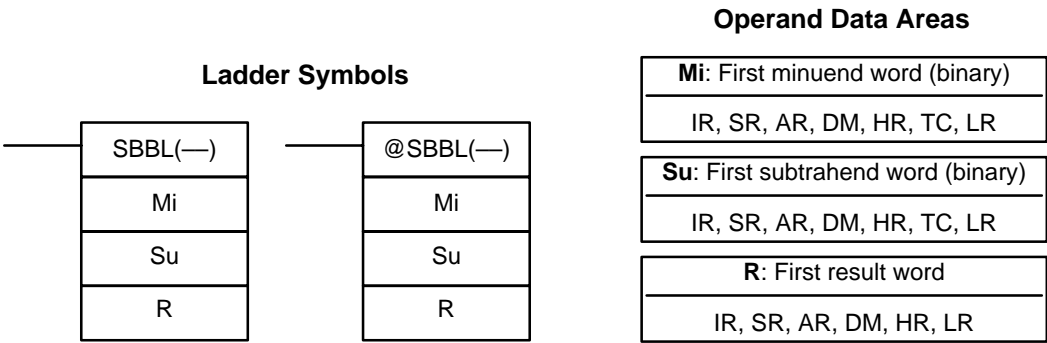 Operand Data Areas
Ladder Symbols
SBBL(––)
Mi
Su
R
@SBBL(––)
Mi
Su
R
Mi: First minuend word (binary)
IR, SR, AR, DM, HR, TC, LR
Su: First subtrahend word (binary)
IR, SR, AR, DM, HR, TC, LR
R: First result word
IR, SR, AR, DM, HR, LR